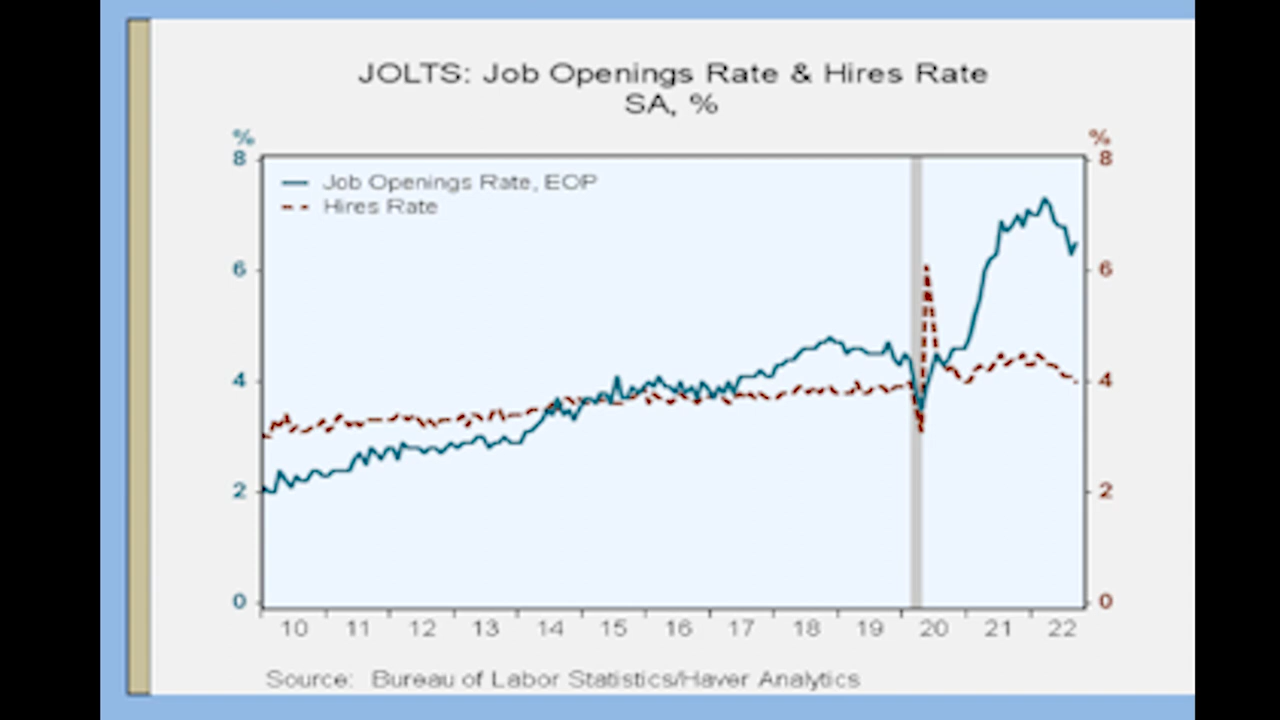 JOLTS: Job Openings Rate & Hires Rate
SA, %
% %
8 8
Job Openings Rate, EOP
Hires Rate
6 6
4 4
2 2
0 0
10 11 12 13 14 15 16 17 18 19 20 21 22
Source: Bureau of Labor Statistics/Haver Analytics